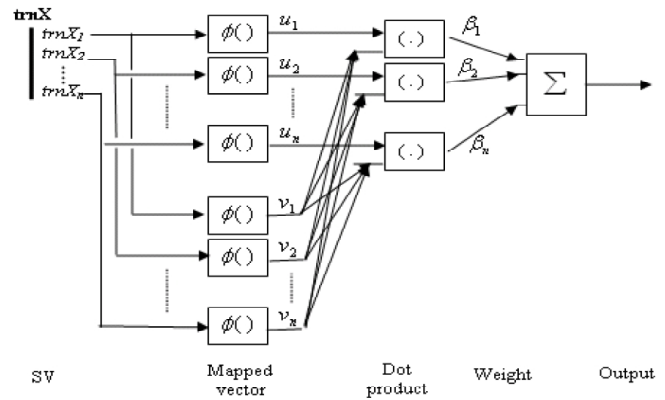 trnX
trnX1
trnX2
trnXn
ϕ()
u1
(.)
β1
ϕ()
u2
(.)
β2
Σ
ϕ()
un
(.)
βn
ϕ()
v1
ϕ()
v2
ϕ()
vn
SV
Mapped vector
Dot product
Weight
Output